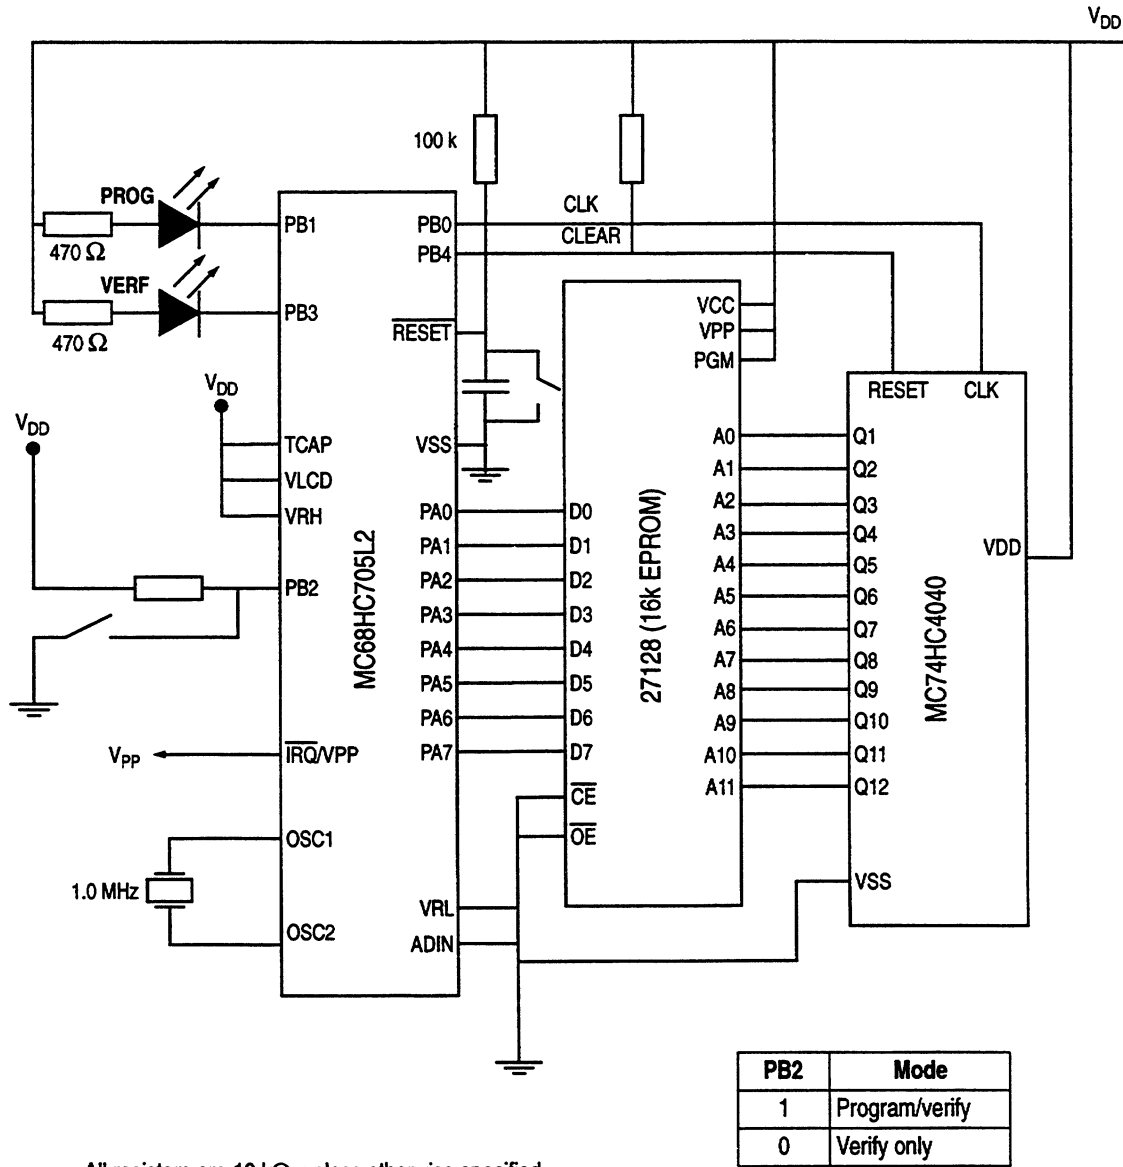 VDD
100 k
PROG
470 Ω
VERF
470 Ω
CLK
CLEAR
VDD
VDD
PB1
PB3
TCAP
VLCD
VRH
PB2
VPP
IRQ/VPP
OSC1
1.0 MHz
OSC2
MC68HC705L2
PB0
PB4
RESET
VSS
PA0
PA1
PA2
PA3
PA4
PA5
PA6
PA7
VRL
ADIN
D0
D1
D2
D3
D4
D5
D6
D7
CE
OE
27128 (16k EPROM)
VCC
VPP
PGM
A0
A1
A2
A3
A4
A5
A6
A7
A8
A9
A10
A11
RESET CLK
Q1
Q2
Q3
Q4
Q5
Q6
Q7
Q8
Q9
Q10
Q11
Q12
VDD
VSS
MC74HC4040
PB2 Mode
1 Program/verify
0 Verify only